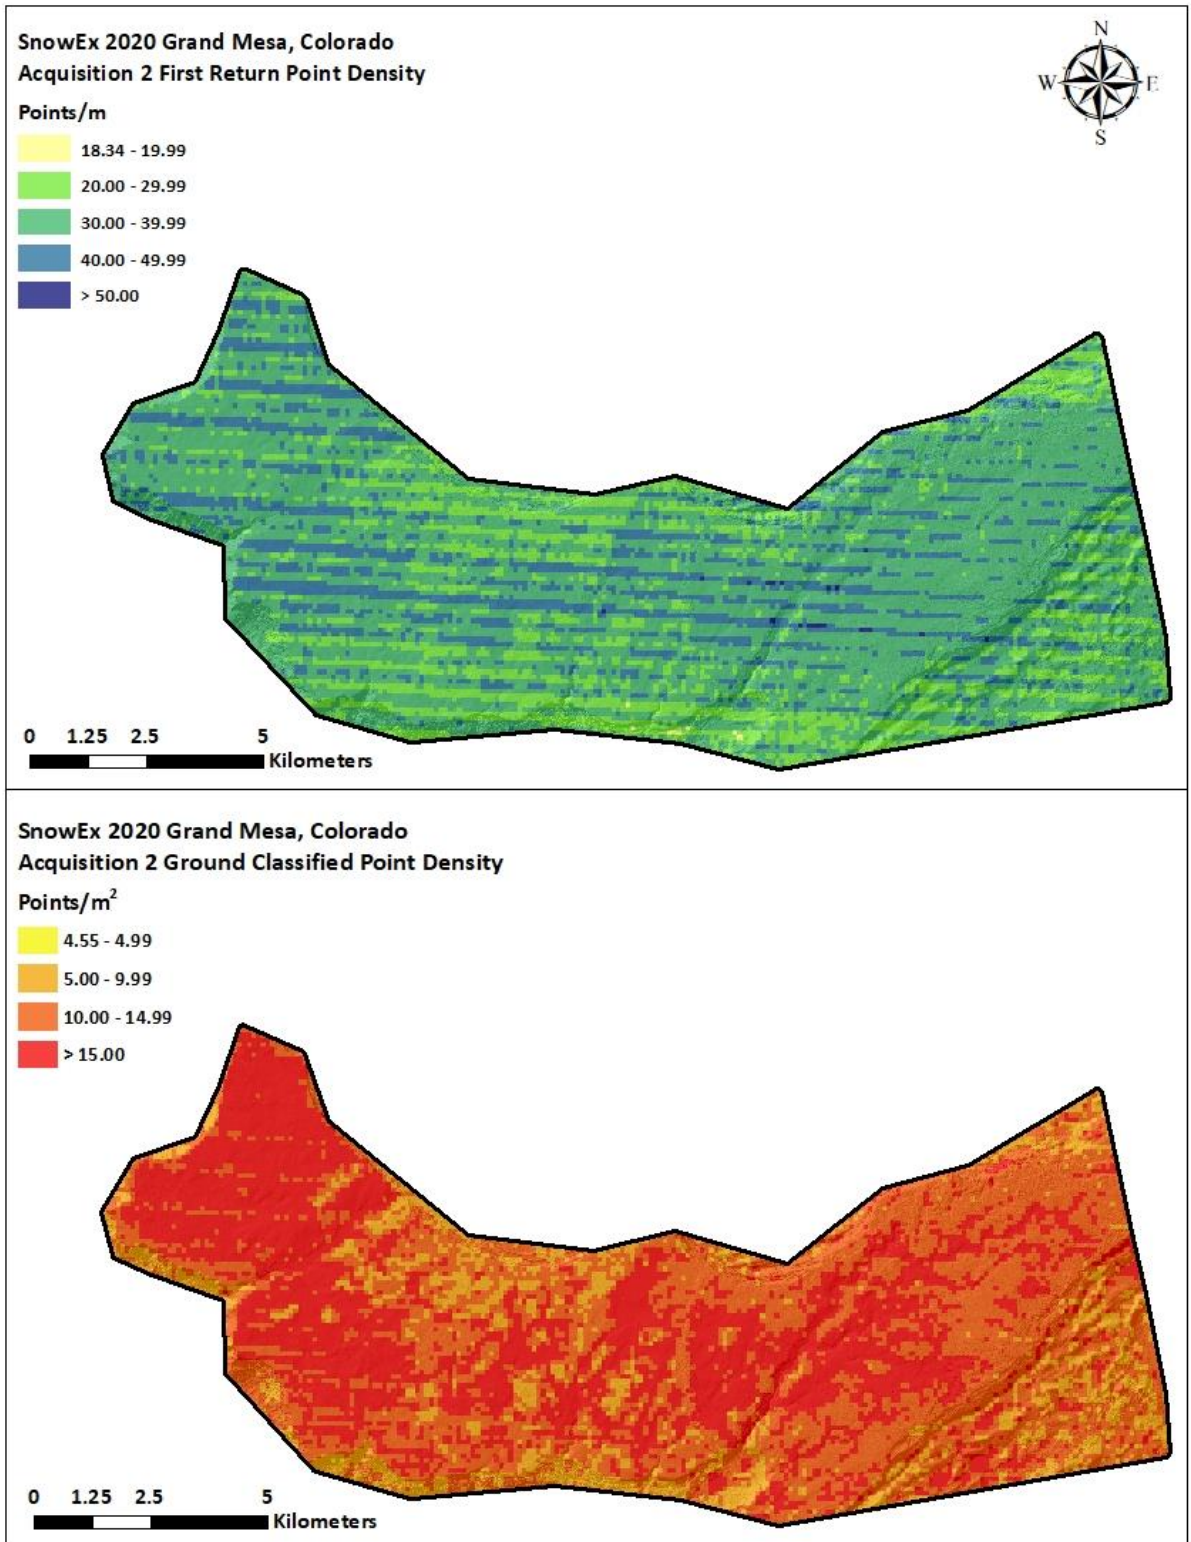 SnowEx 2020 Grand Mesa, Colorado
Acquisition 2 First Return Point Density
Points/m
18.34 - 19.99
20.00 - 29.99
30.00 - 39.99
40.00 - 49.99
> 50.00
N
W E
S
0 1.25 2.5 5
Kilometers
SnowEx 2020 Grand Mesa, Colorado
Acquisition 2 Ground Classified Point Density
Points/m²
4.55 - 4.99
5.00 - 9.99
10.00 - 14.99
> 15.00
0 1.25 2.5 5
Kilometers